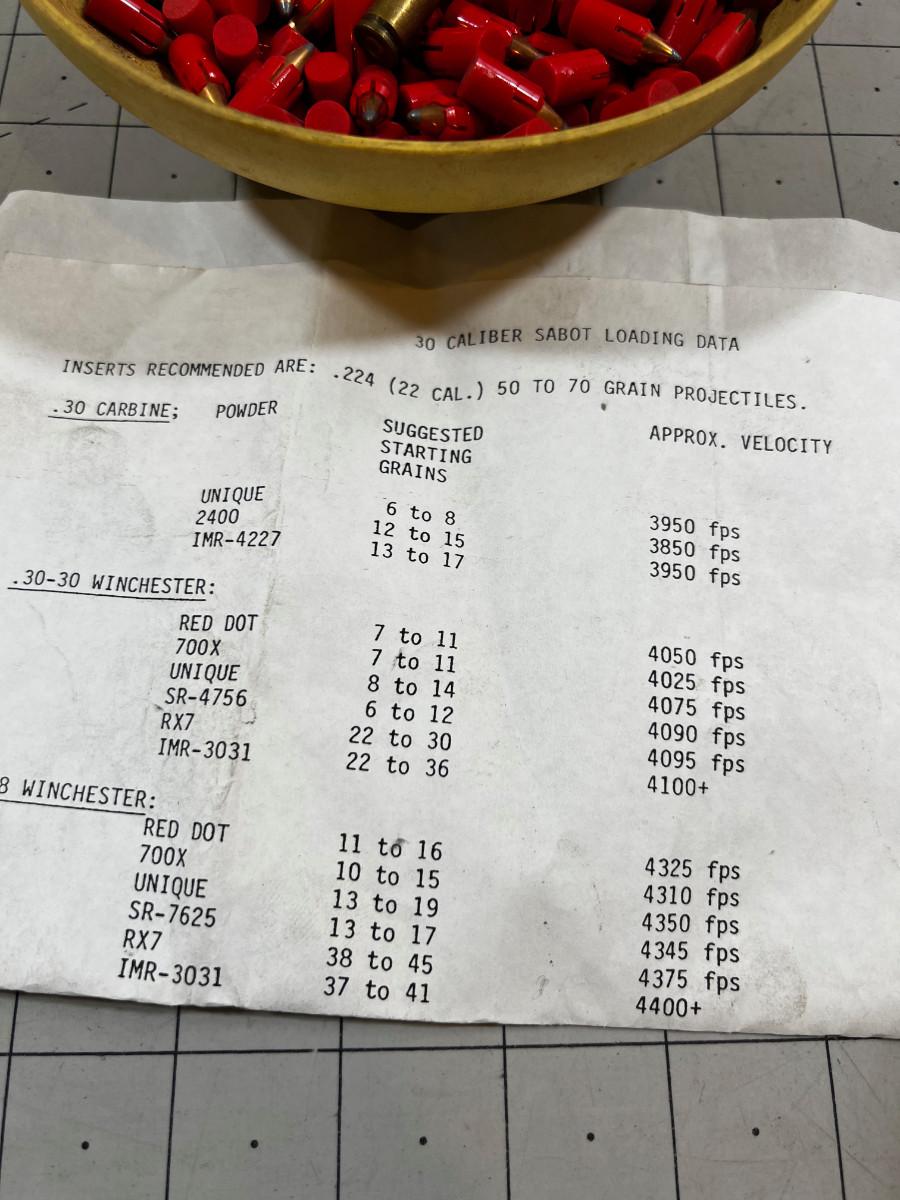 30 CALIBER SABOT LOADING DATA
INSERTS RECOMMENDED ARE: .224 (22 CAL.) 50 TO 70 GRAIN PROJECTILES.
.30 CARBINE; POWDER SUGGESTED STARTING GRAINS APPROX. VELOCITY
UNIQUE 6 to 8 3950 fps
2400 12 to 15 3850 fps
IMR-4227 13 to 17 3950 fps
.30-30 WINCHESTER:
RED DOT 7 to 11 4050 fps
700X 7 to 11 4025 fps
UNIQUE 8 to 14 4075 fps
SR-4756 6 to 12 4090 fps
RX7 22 to 30 4095 fps
IMR-3031 22 to 36 4100+
8 WINCHESTER:
RED DOT 11 to 16 4325 fps
700X 10 to 15 4310 fps
UNIQUE 13 to 19 4350 fps
SR-7625 13 to 17 4345 fps
RX7 38 to 45 4375 fps
IMR-3031 37 to 41 4400+